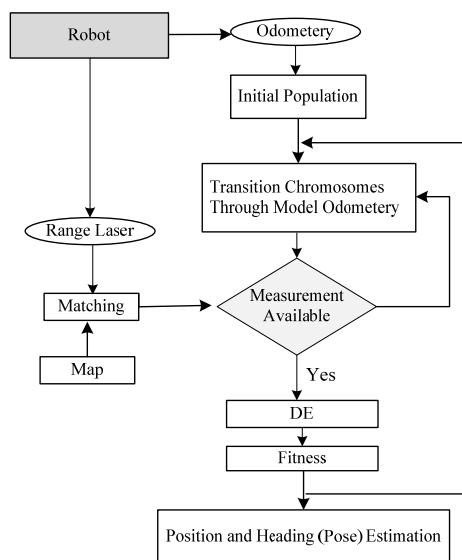 Robot
Odometery
Initial Population
Transition Chromosomes
Through Model Odometery
Range Laser
Measurement
Available
Matching
Map
Yes
DE
Fitness
Position and Heading (Pose) Estimation